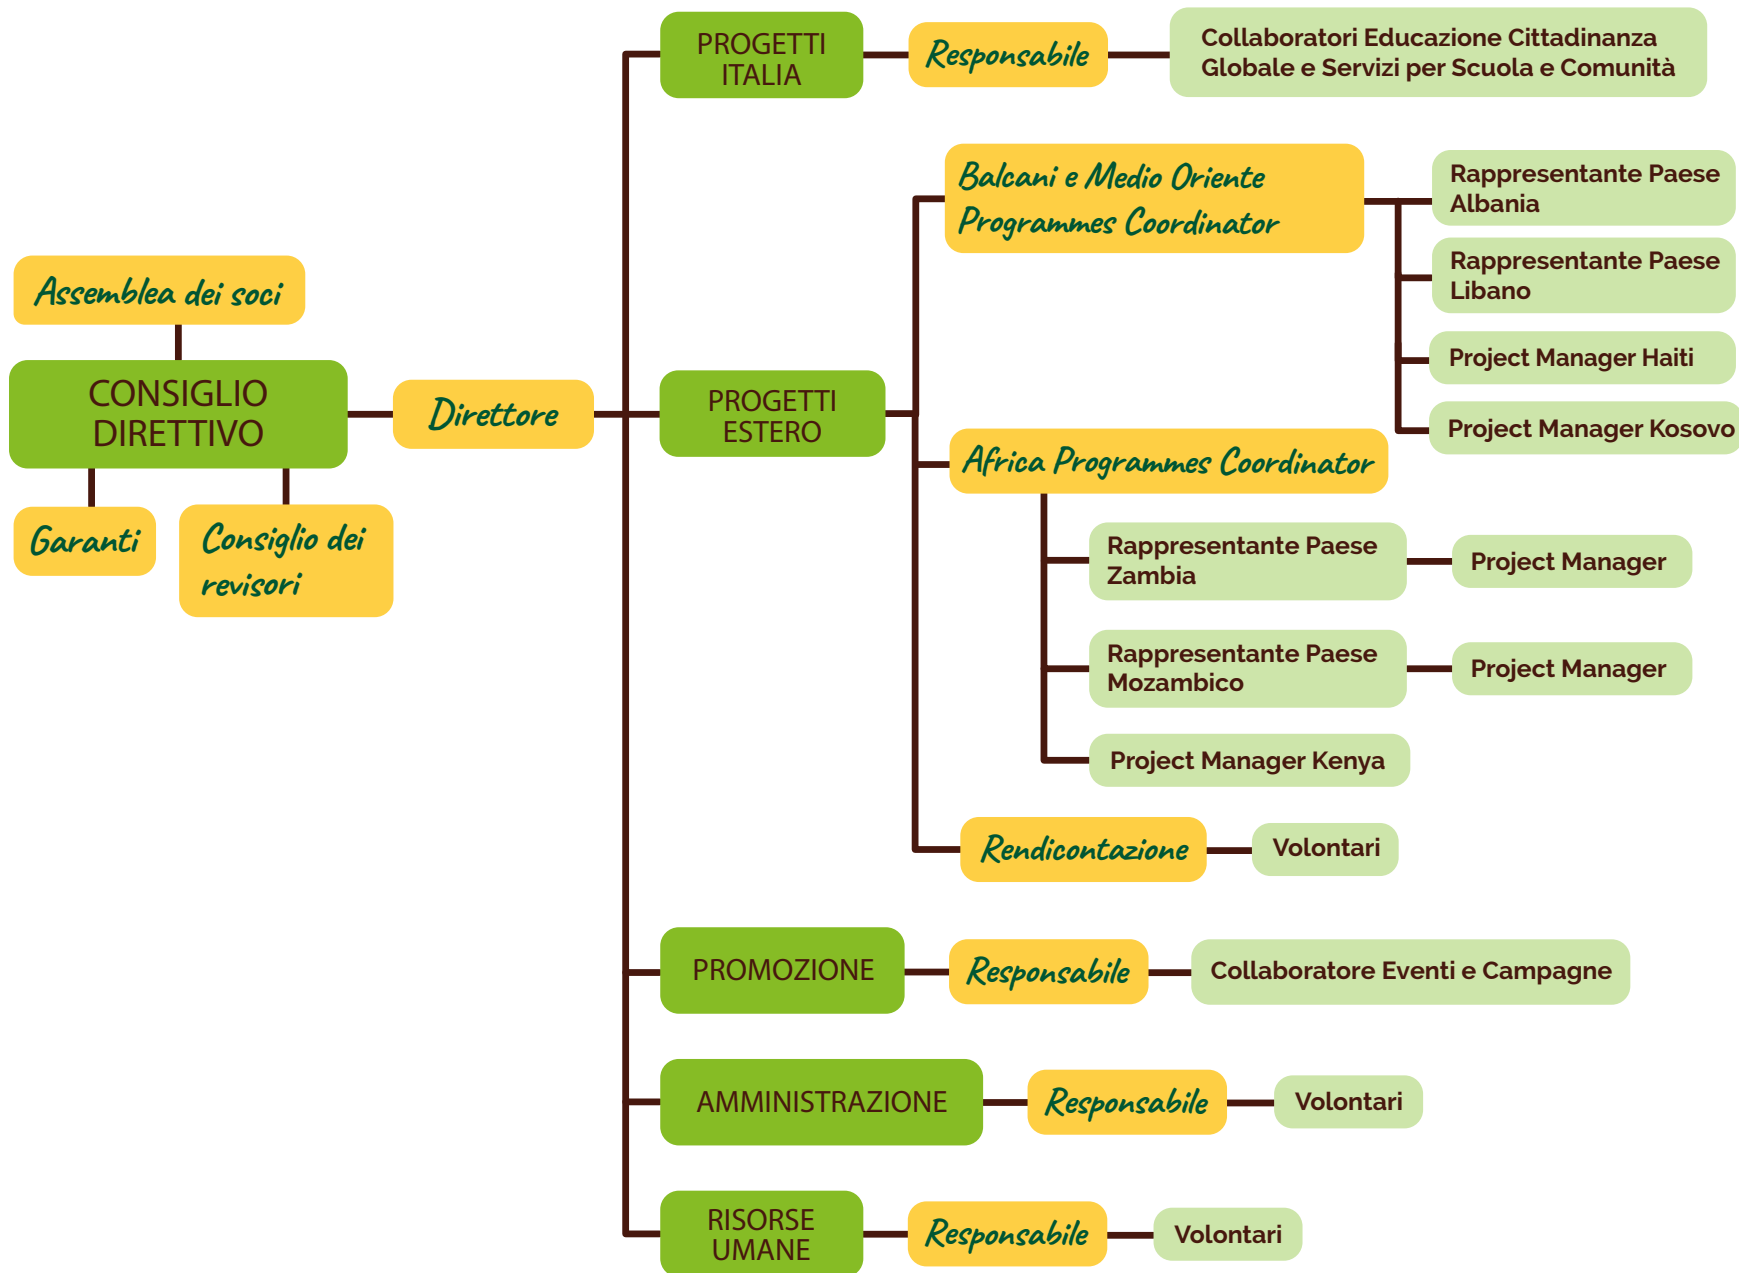 Assemblea dei soci
CONSIGLIO
DIRETTIVO
Garanti
Consiglio dei
revisori
Direttore
PROGETTI
ITALIA
Responsabile
Collaboratori Educazione Cittadinanza
Globale e Servizi per Scuola e Comunità
PROGETTI
ESTERO
Balcani e Medio Oriente
Programmes Coordinator
Rappresentante Paese
Albania
Rappresentante Paese
Libano
Project Manager Haiti
Project Manager Kosovo
Africa Programmes Coordinator
Rappresentante Paese
Zambia
Project Manager
Rappresentante Paese
Mozambico
Project Manager
Project Manager Kenya
Rendicontazione
Volontari
PROMOZIONE
Responsabile
Collaboratore Eventi e Campagne
AMMINISTRAZIONE
Responsabile
Volontari
RISORSE
UMANE
Responsabile
Volontari